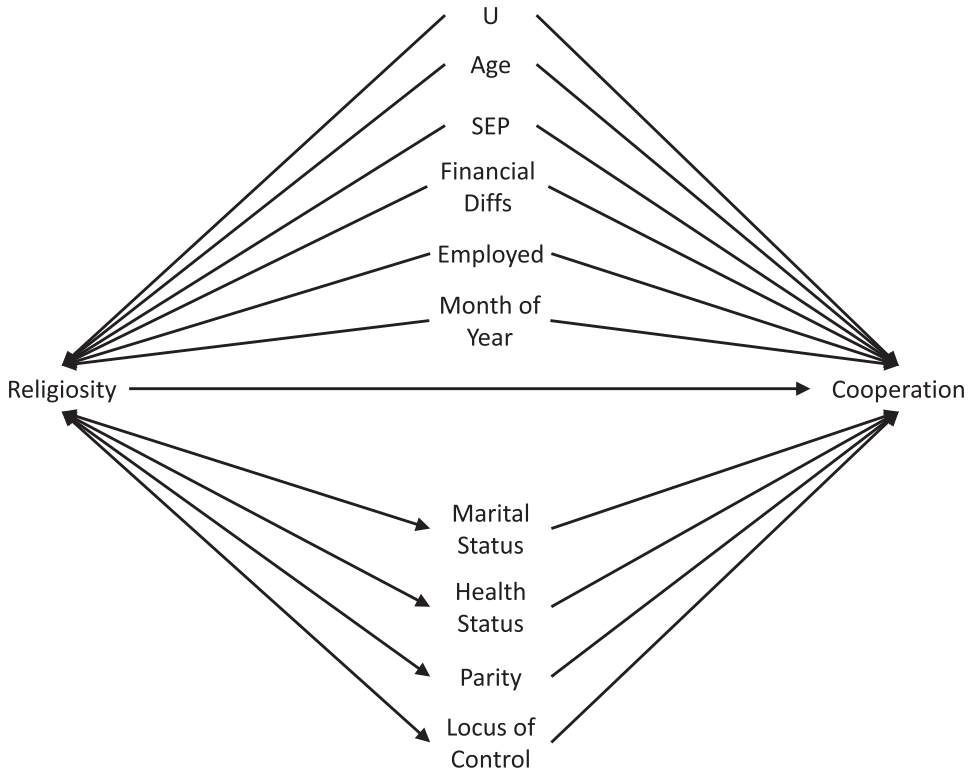 U
Age
SEP
Financial
Diffs
Employed
Month of
Year
Religiosity
Cooperation
Marital
Status
Health
Status
Parity
Locus of
Control